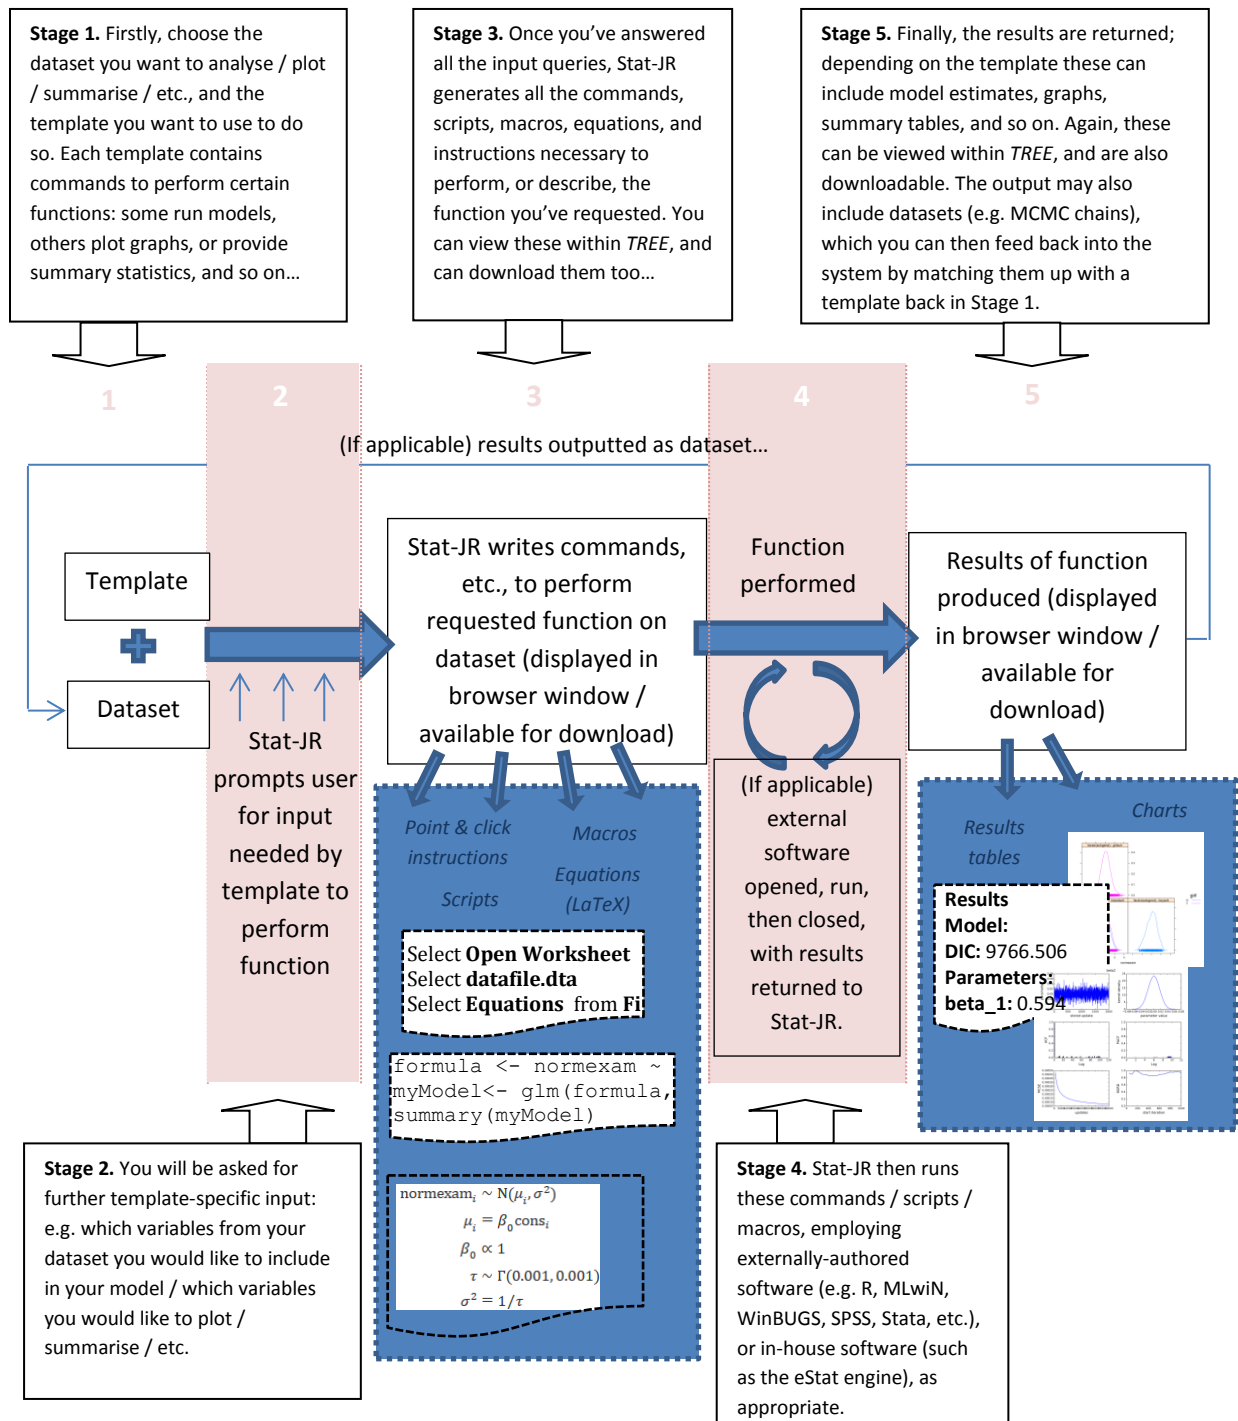 Stage 1. Firstly, choose the
dataset you want to analyse / plot
/ summarise / etc., and the
template you want to use to do
so. Each template contains
commands to perform certain
functions: some run models,
others plot graphs, or provide
summary statistics, and so on…
Stage 3. Once you've answered
all the input queries, Stat-JR
generates all the commands,
scripts, macros, equations, and
instructions necessary to
perform, or describe, the
function you've requested. You
can view these within TREE, and
can download them too…
Stage 5. Finally, the results are returned;
depending on the template these can
include model estimates, graphs,
summary tables, and so on. Again, these
can be viewed within TREE, and are also
downloadable. The output may also
include datasets (e.g. MCMC chains),
which you can then feed back into the
system by matching them up with a
template back in Stage 1.
1
2
3
4
5
(If applicable) results outputted as dataset…
Template
Dataset
Stat-JR
prompts user
for input
needed by
template to
perform
function
Stat-JR writes commands,
etc., to perform
requested function on
dataset (displayed in
browser window /
available for download)
Function
performed
(If applicable)
external
software
opened, run,
then closed,
with results
returned to
Stat-JR.
Results of function
produced (displayed
in browser window /
available for
download)
Point & click
instructions
Macros
Scripts
Equations
(LaTeX)
Select Open Worksheet
Select datafile.dta
Select Equations from Fi
formula <- normexam ~
myModel<- glm(formula,
summary(myModel)
normexamᵢ ~ N(μᵢ, σ²)
μᵢ = β₀consᵢ
β₀ ∝ 1
τ ~ Γ(0.001, 0.001)
σ² = 1/τ
Results
tables
Charts
Results
Model:
DIC: 9766.506
Parameters:
beta_1: 0.594
Stage 2. You will be asked for
further template-specific input:
e.g. which variables from your
dataset you would like to include
in your model / which variables
you would like to plot /
summarise / etc.
Stage 4. Stat-JR then runs
these commands / scripts /
macros, employing
externally-authored
software (e.g. R, MLwiN,
WinBUGS, SPSS, Stata, etc.),
or in-house software (such
as the eStat engine), as
appropriate.